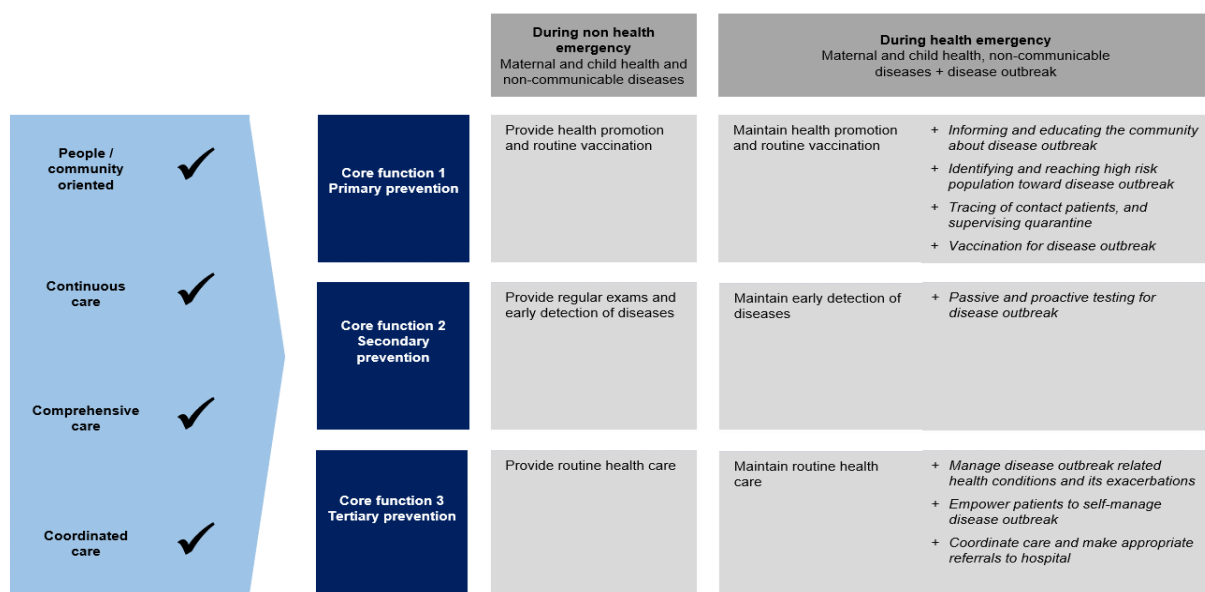 During non health
emergency
Maternal and child health and
non-communicable diseases
During health emergency
Maternal and child health, non-communicable
diseases + disease outbreak
People /
community
oriented
Continuous
care
Comprehensive
care
Coordinated
care
Core function 1
Primary prevention
Provide health promotion
and routine vaccination
Maintain health promotion
and routine vaccination
+ Informing and educating the community
about disease outbreak
+ Identifying and reaching high risk
population toward disease outbreak
+ Tracing of contact patients, and
supervising quarantine
+ Vaccination for disease outbreak
Core function 2
Secondary
prevention
Provide regular exams and
early detection of diseases
Maintain early detection of
diseases
+ Passive and proactive testing for
disease outbreak
Core function 3
Tertiary prevention
Provide routine health care
Maintain routine health
care
+ Manage disease outbreak related
health conditions and its exacerbations
+ Empower patients to self-manage
disease outbreak
+ Coordinate care and make appropriate
referrals to hospital